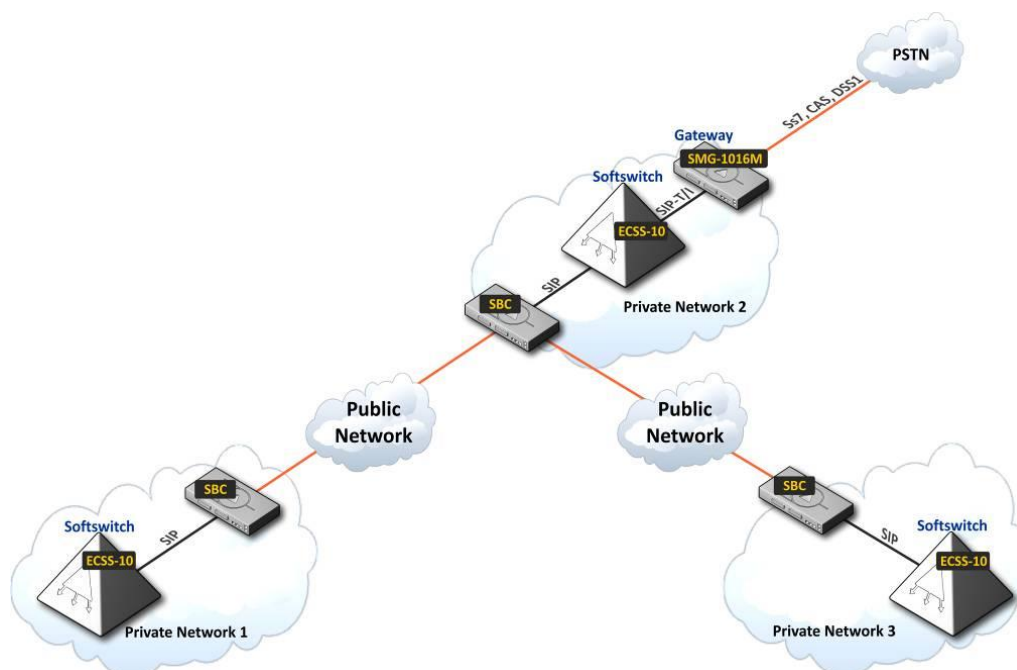 PSTN
Ss7, CAS, DSS1
Gateway
SMG-1016M
Softswitch
SIP-T/I
ECSS-10
SIP
SBC
Private Network 2
Public
Network
Public
Network
SBC
SBC
Softswitch
SIP
ECSS-10
Private Network 1
Softswitch
SIP
ECSS-10
Private Network 3